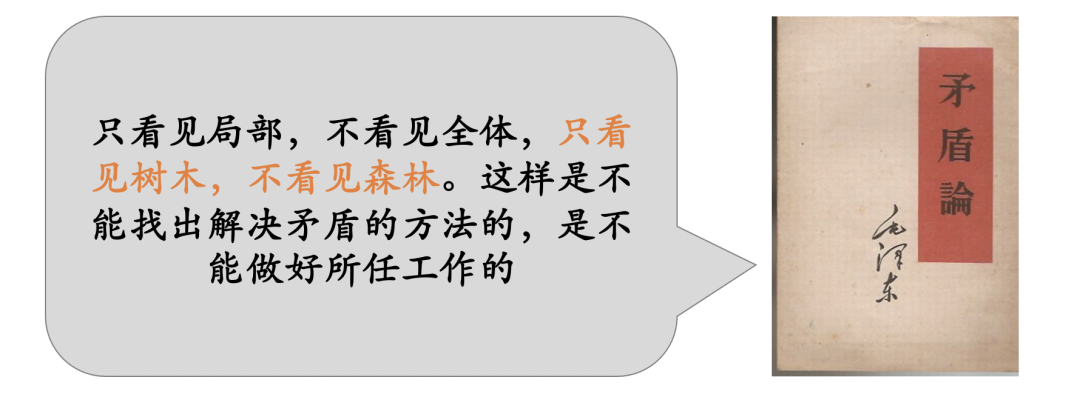 只看见局部，不看见全体，只看
见树木，不看见森林。这样是不
能找出解决矛盾的方法的，是不
能做好所任工作的
矛盾論
毛泽东